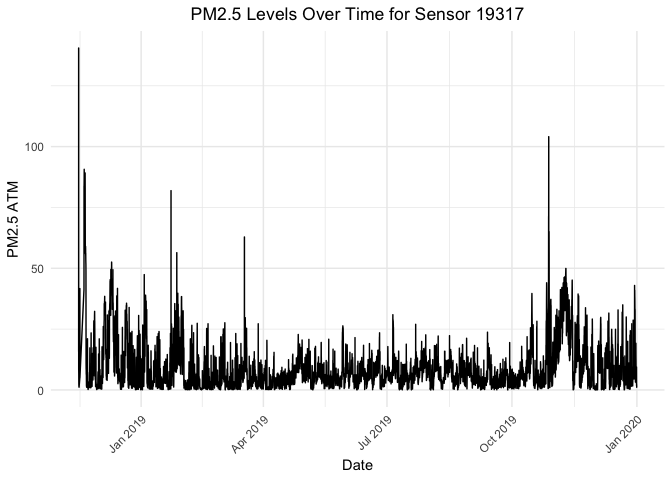 PM2.5 Levels Over Time for Sensor 19317
PM2.5 ATM
100
50
0
Jan 2019
Apr 2019
Jul 2019
Oct 2019
Jan 2020
Date